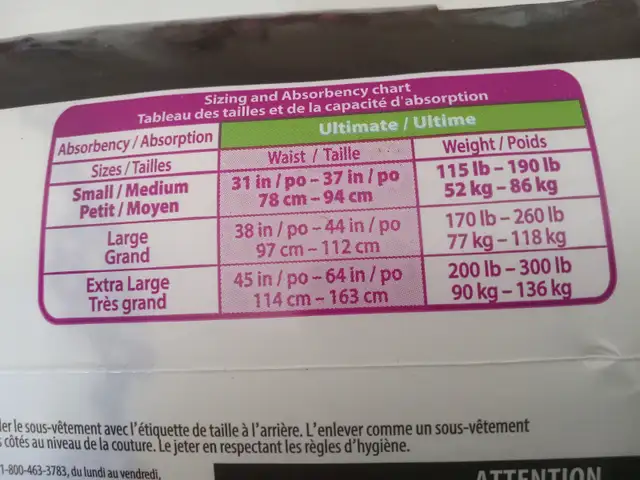 Sizing and Absorbency chart
Tableau des tailles et de la capacité d'absorption
Absorbency / Absorption
Ultimate / Ultime
Sizes / Tailles
Waist / Taille
Weight / Poids
Small / Medium
Petit / Moyen
31 in / po – 37 in / po
78 cm – 94 cm
115 lb – 190 lb
52 kg – 86 kg
Large
Grand
38 in / po – 44 in / po
97 cm – 112 cm
170 lb – 260 lb
77 kg – 118 kg
Extra Large
Très grand
45 in / po – 64 in / po
114 cm – 163 cm
200 lb – 300 lb
90 kg – 136 kg
le sous-vêtement avec l'étiquette de taille à l'arrière. L'enlever comme un sous-vêtement
côtés au niveau de la couture. Le jeter en respectant les règles d'hygiène.
1-800-463-3783, du lundi au vendredi,
ATTENTION